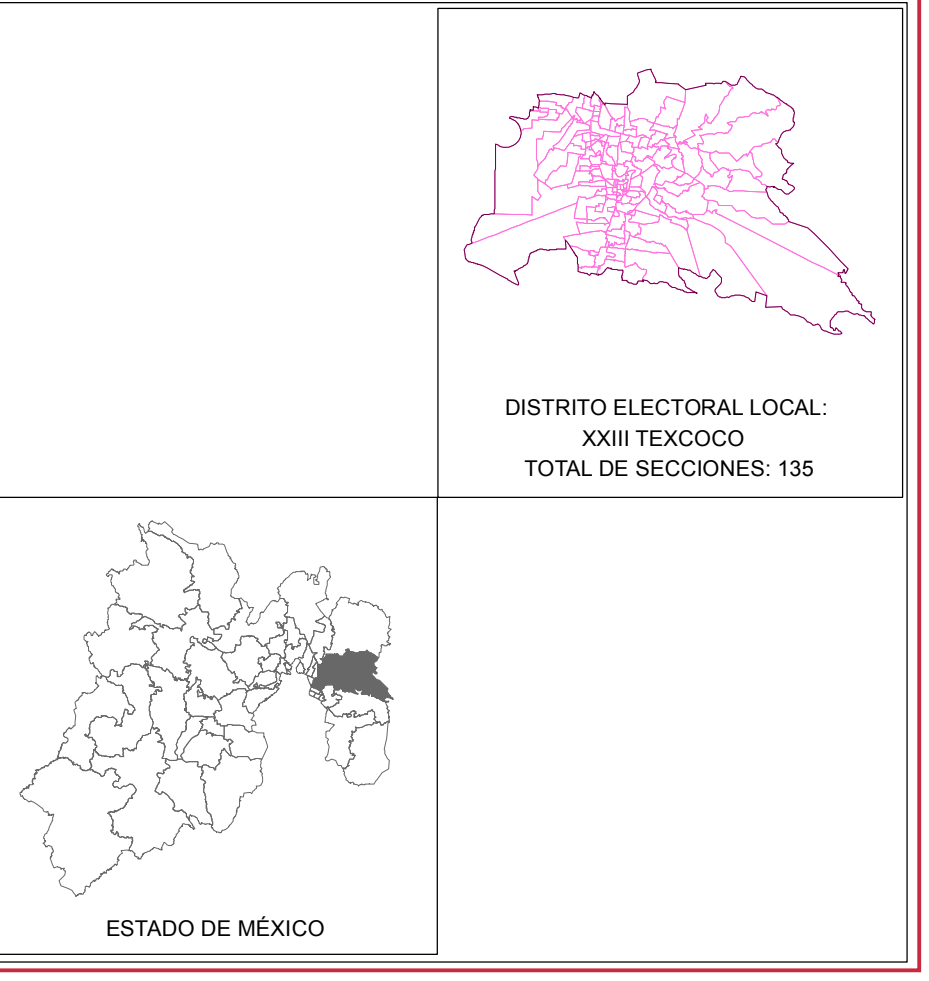 DISTRITO ELECTORAL LOCAL:
XXIII TEXCOCO
TOTAL DE SECCIONES: 135
ESTADO DE MÉXICO